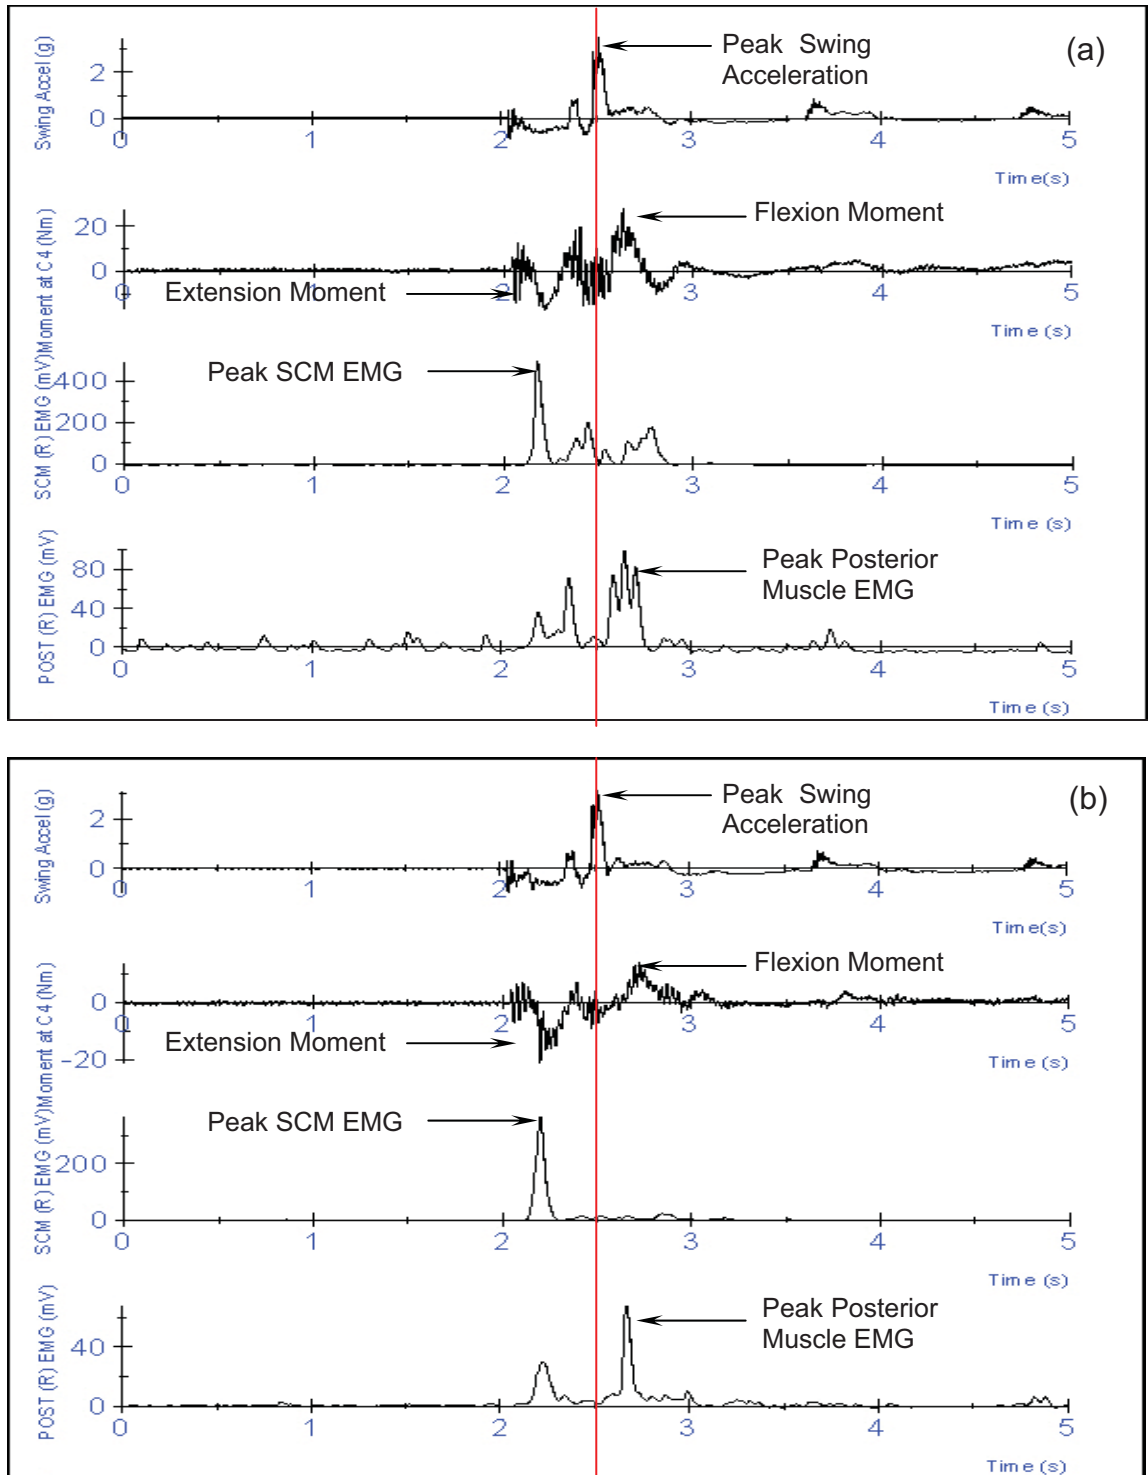 (a)
Peak Swing
Acceleration
Swing Accel (g)
2
0
0 1 2 3 4 5
Time(s)
Moment at C4 (Nm)
20
0
Flexion Moment
Extension Moment
0 1 2 3 4 5
Time (s)
SCM (R) EMG (mV)
400
200
0
Peak SCM EMG
0 1 2 3 4 5
Time (s)
POST (R) EMG (mV)
80
40
0
Peak Posterior
Muscle EMG
0 1 2 3 4 5
Time (s)
(b)
Peak Swing
Acceleration
Swing Accel (g)
2
0
0 1 2 3 4 5
Time(s)
Moment at C4 (Nm)
0
-20
Flexion Moment
Extension Moment
0 1 2 3 4 5
Time (s)
SCM (R) EMG (mV)
200
0
Peak SCM EMG
0 1 2 3 4 5
Time (s)
POST (R) EMG (mV)
40
0
Peak Posterior
Muscle EMG
0 1 2 3 4 5
Time (s)